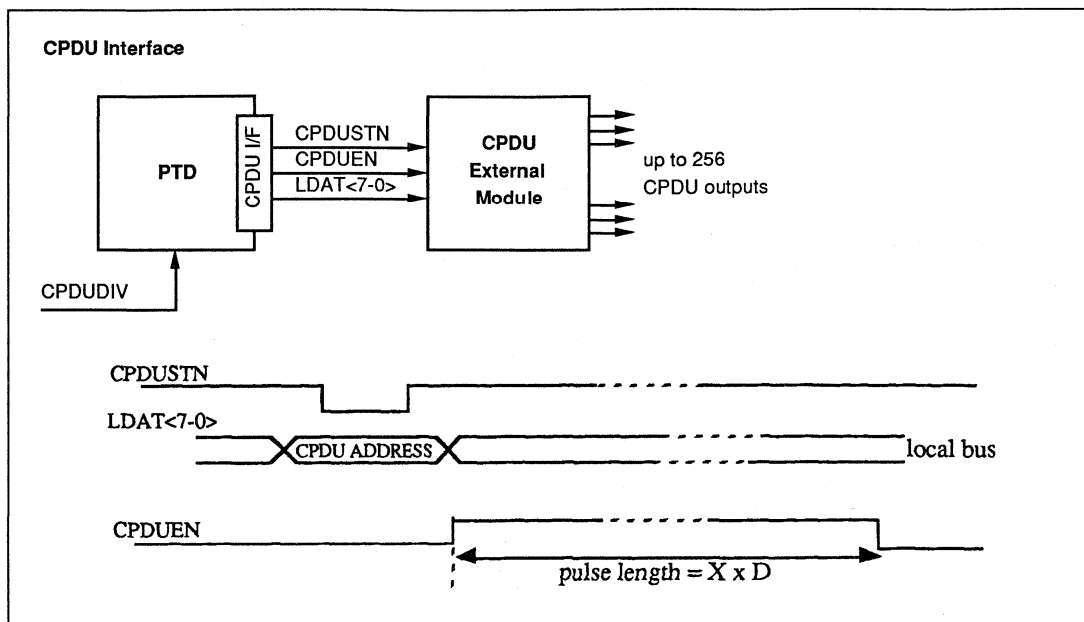 CPDU Interface
PTD
CPDU I/F
CPDUSTN
CPDUEN
LDAT<7-0>
CPDU
External
Module
up to 256
CPDU outputs
CPDUDIV
CPDUSTN
LDAT<7-0>
CPDU ADDRESS
local bus
CPDUEN
pulse length = X x D